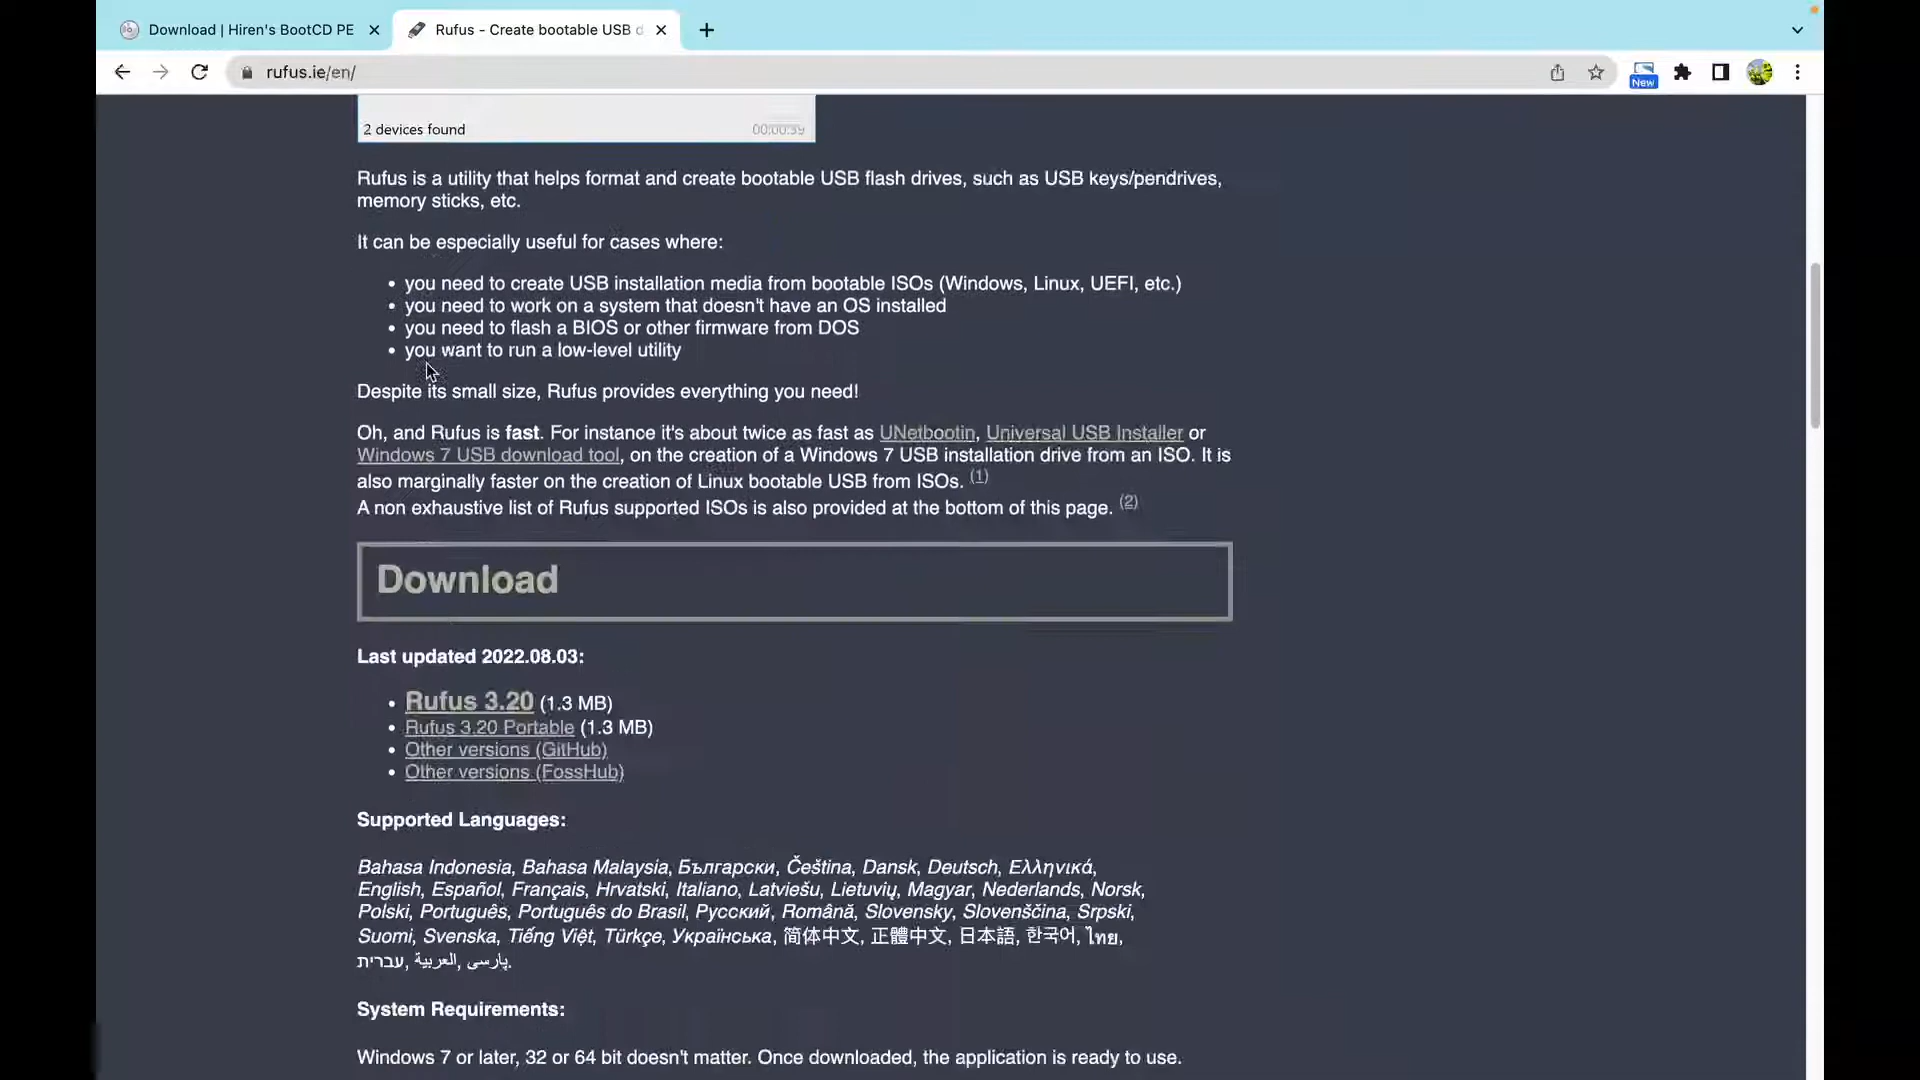 Download | Hiren's BootCD PE
Rufus - Create bootable USB d
rufus.ie/en/
New
2 devices found 00:00:39
Rufus is a utility that helps format and create bootable USB flash drives, such as USB keys/pendrives,
memory sticks, etc.
It can be especially useful for cases where:
• you need to create USB installation media from bootable ISOs (Windows, Linux, UEFI, etc.)
• you need to work on a system that doesn't have an OS installed
• you need to flash a BIOS or other firmware from DOS
• you want to run a low-level utility
Despite its small size, Rufus provides everything you need!
Oh, and Rufus is fast. For instance it's about twice as fast as UNetbootin, Universal USB Installer or
Windows 7 USB download tool, on the creation of a Windows 7 USB installation drive from an ISO. It is
also marginally faster on the creation of Linux bootable USB from ISOs. (1)
A non exhaustive list of Rufus supported ISOs is also provided at the bottom of this page. (2)
Download
Last updated 2022.08.03:
• Rufus 3.20 (1.3 MB)
• Rufus 3.20 Portable (1.3 MB)
• Other versions (GitHub)
• Other versions (FossHub)
Supported Languages:
Bahasa Indonesia, Bahasa Malaysia, Български, Čeština, Dansk, Deutsch, Ελληνικά,
English, Español, Français, Hrvatski, Italiano, Latviešu, Lietuvių, Magyar, Nederlands, Norsk,
Polski, Português, Português do Brasil, Русский, Română, Slovensky, Slovenščina, Srpski,
Suomi, Svenska, Tiếng Việt, Türkçe, Українська, 简体中文, 正體中文, 日本語, 한국어, ไทย,
עברית, العربية, پارسی.
System Requirements:
Windows 7 or later, 32 or 64 bit doesn't matter. Once downloaded, the application is ready to use.